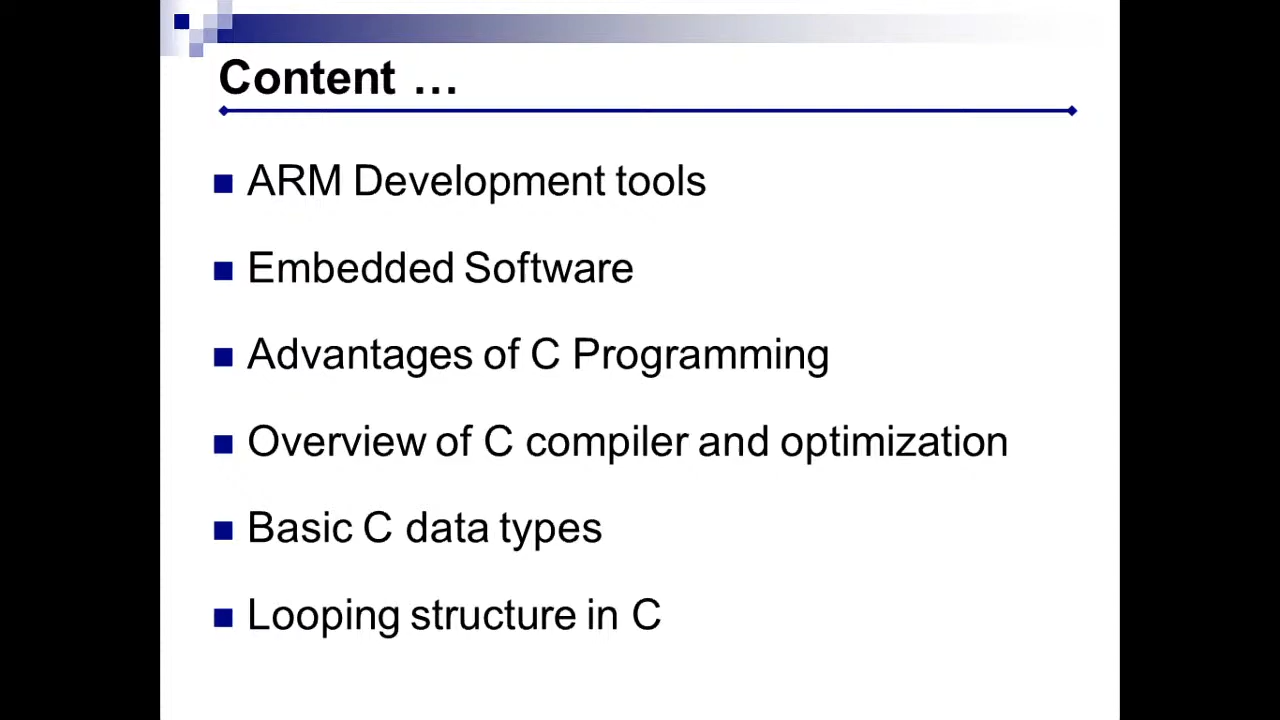 Content …
ARM Development tools
Embedded Software
Advantages of C Programming
Overview of C compiler and optimization
Basic C data types
Looping structure in C